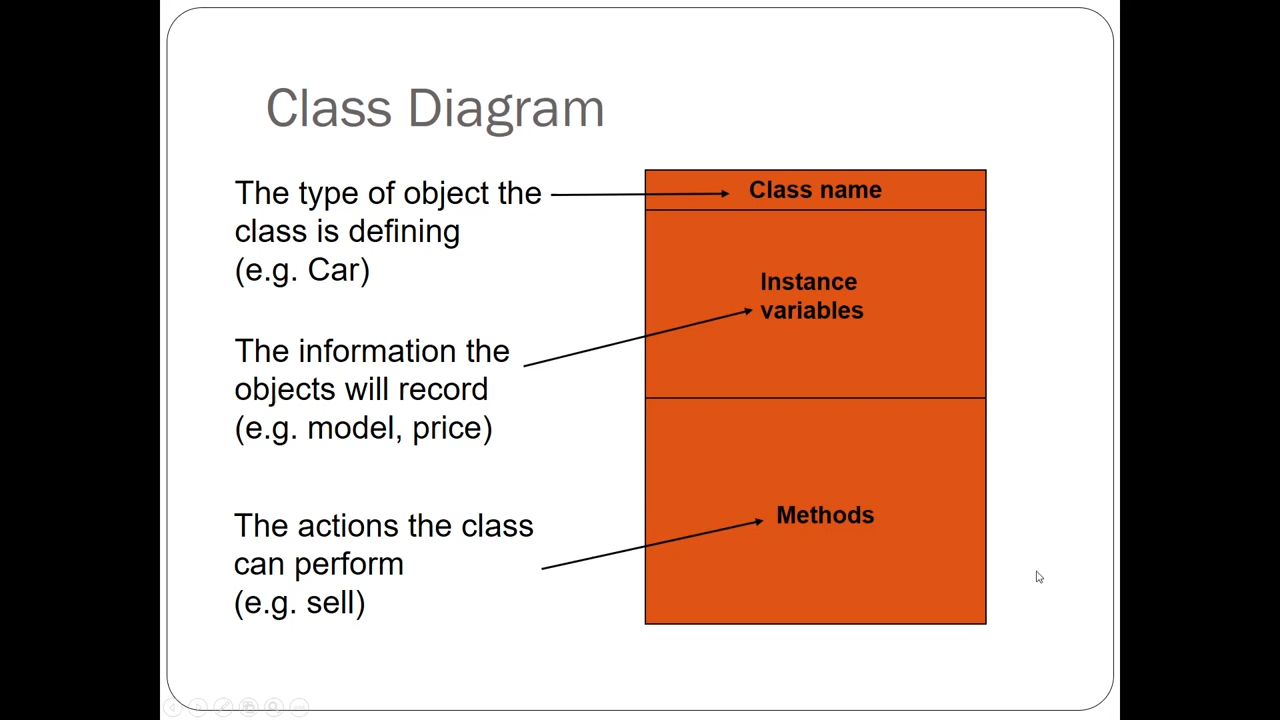 Class Diagram
The type of object the
class is defining
(e.g. Car)
The information the
objects will record
(e.g. model, price)
The actions the class
can perform
(e.g. sell)
Class name
Instance
variables
Methods